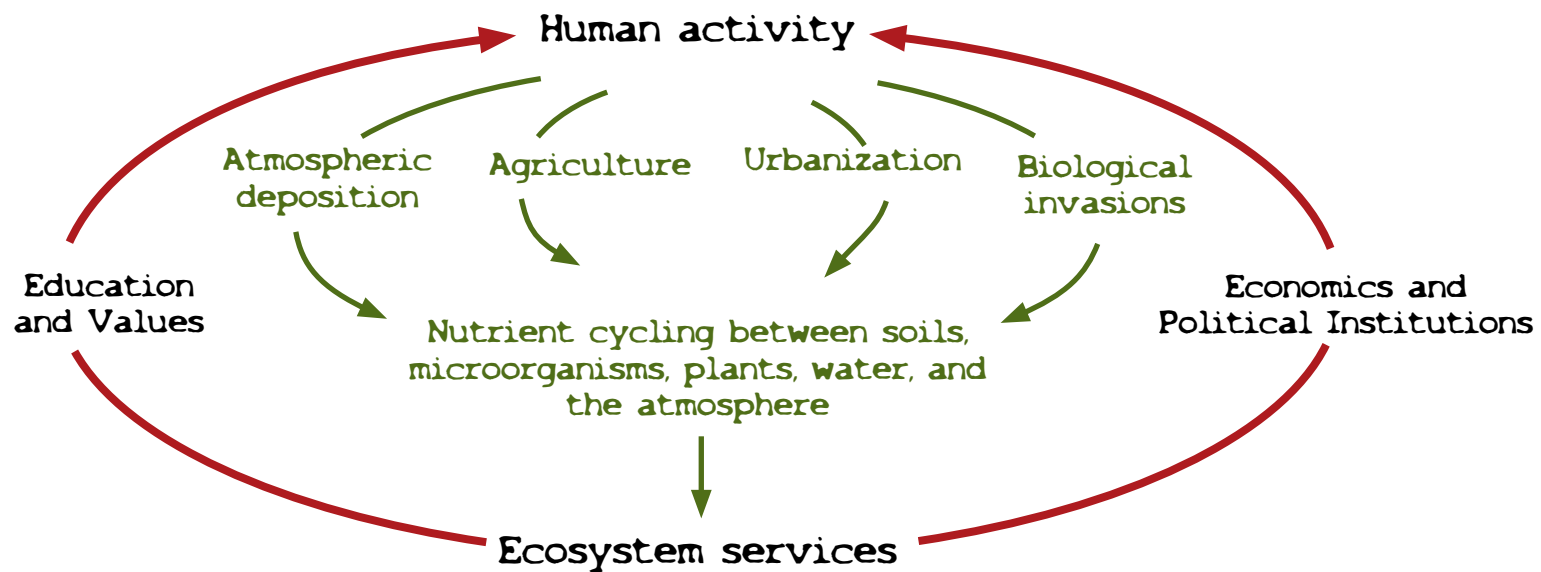 Human activity
Atmospheric
deposition
Agriculture
Urbanization
Biological
invasions
Education
and Values
Economics and
Political Institutions
Nutrient cycling between soils,
microorganisms, plants, water, and
the atmosphere
Ecosystem services